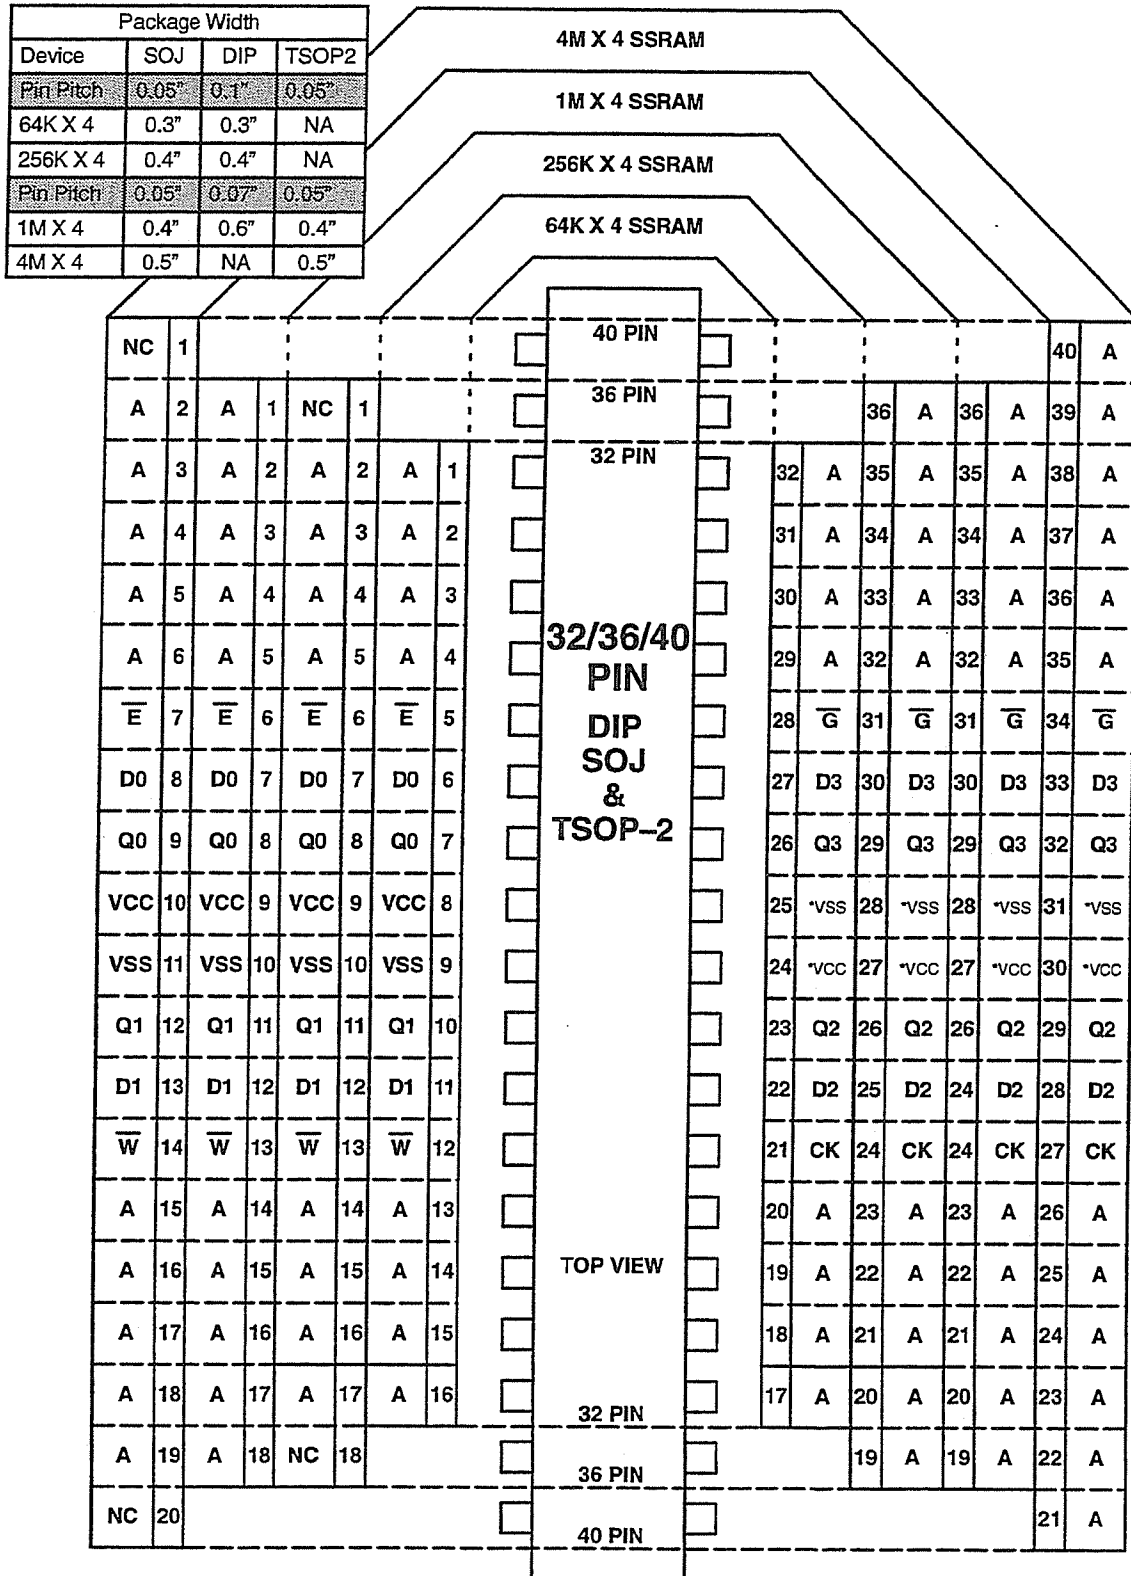 Package Width
Device SOJ DIP TSOP2
Pin Pitch 0.05" 0.1" 0.05"
64K X 4 0.3" 0.3" NA
256K X 4 0.4" 0.4" NA
Pin Pitch 0.05" 0.07" 0.05"
1M X 4 0.4" 0.6" 0.4"
4M X 4 0.5" NA 0.5"
4M X 4 SSRAM
1M X 4 SSRAM
256K X 4 SSRAM
64K X 4 SSRAM
NC 1 40 PIN 40 A
A 2 A 1 NC 1 36 PIN 36 A 36 A 39 A
A 3 A 2 A 2 A 1 32 PIN 32 A 35 A 35 A 38 A
A 4 A 3 A 3 A 2 31 A 34 A 34 A 37 A
A 5 A 4 A 4 A 3 30 A 33 A 33 A 36 A
A 6 A 5 A 5 A 4 29 A 32 A 32 A 35 A
E̅ 7 E̅ 6 E̅ 6 E̅ 5 28 G̅ 31 G̅ 31 G̅ 34 G̅
D0 8 D0 7 D0 7 D0 6 27 D3 30 D3 30 D3 33 D3
Q0 9 Q0 8 Q0 8 Q0 7 26 Q3 29 Q3 29 Q3 32 Q3
VCC 10 VCC 9 VCC 9 VCC 8 25 *VSS 28 *VSS 28 *VSS 31 *VSS
VSS 11 VSS 10 VSS 10 VSS 9 24 *VCC 27 *VCC 27 *VCC 30 *VCC
Q1 12 Q1 11 Q1 11 Q1 10 23 Q2 26 Q2 26 Q2 29 Q2
D1 13 D1 12 D1 12 D1 11 22 D2 25 D2 24 D2 28 D2
W̅ 14 W̅ 13 W̅ 13 W̅ 12 21 CK 24 CK 24 CK 27 CK
A 15 A 14 A 14 A 13 20 A 23 A 23 A 26 A
A 16 A 15 A 15 A 14 19 A 22 A 22 A 25 A
A 17 A 16 A 16 A 15 18 A 21 A 21 A 24 A
A 18 A 17 A 17 A 16 32 PIN 17 A 20 A 20 A 23 A
A 19 A 18 NC 18 36 PIN 19 A 19 A 22 A
NC 20 40 PIN 21 A
32/36/40
PIN
DIP
SOJ
&
TSOP–2
TOP VIEW